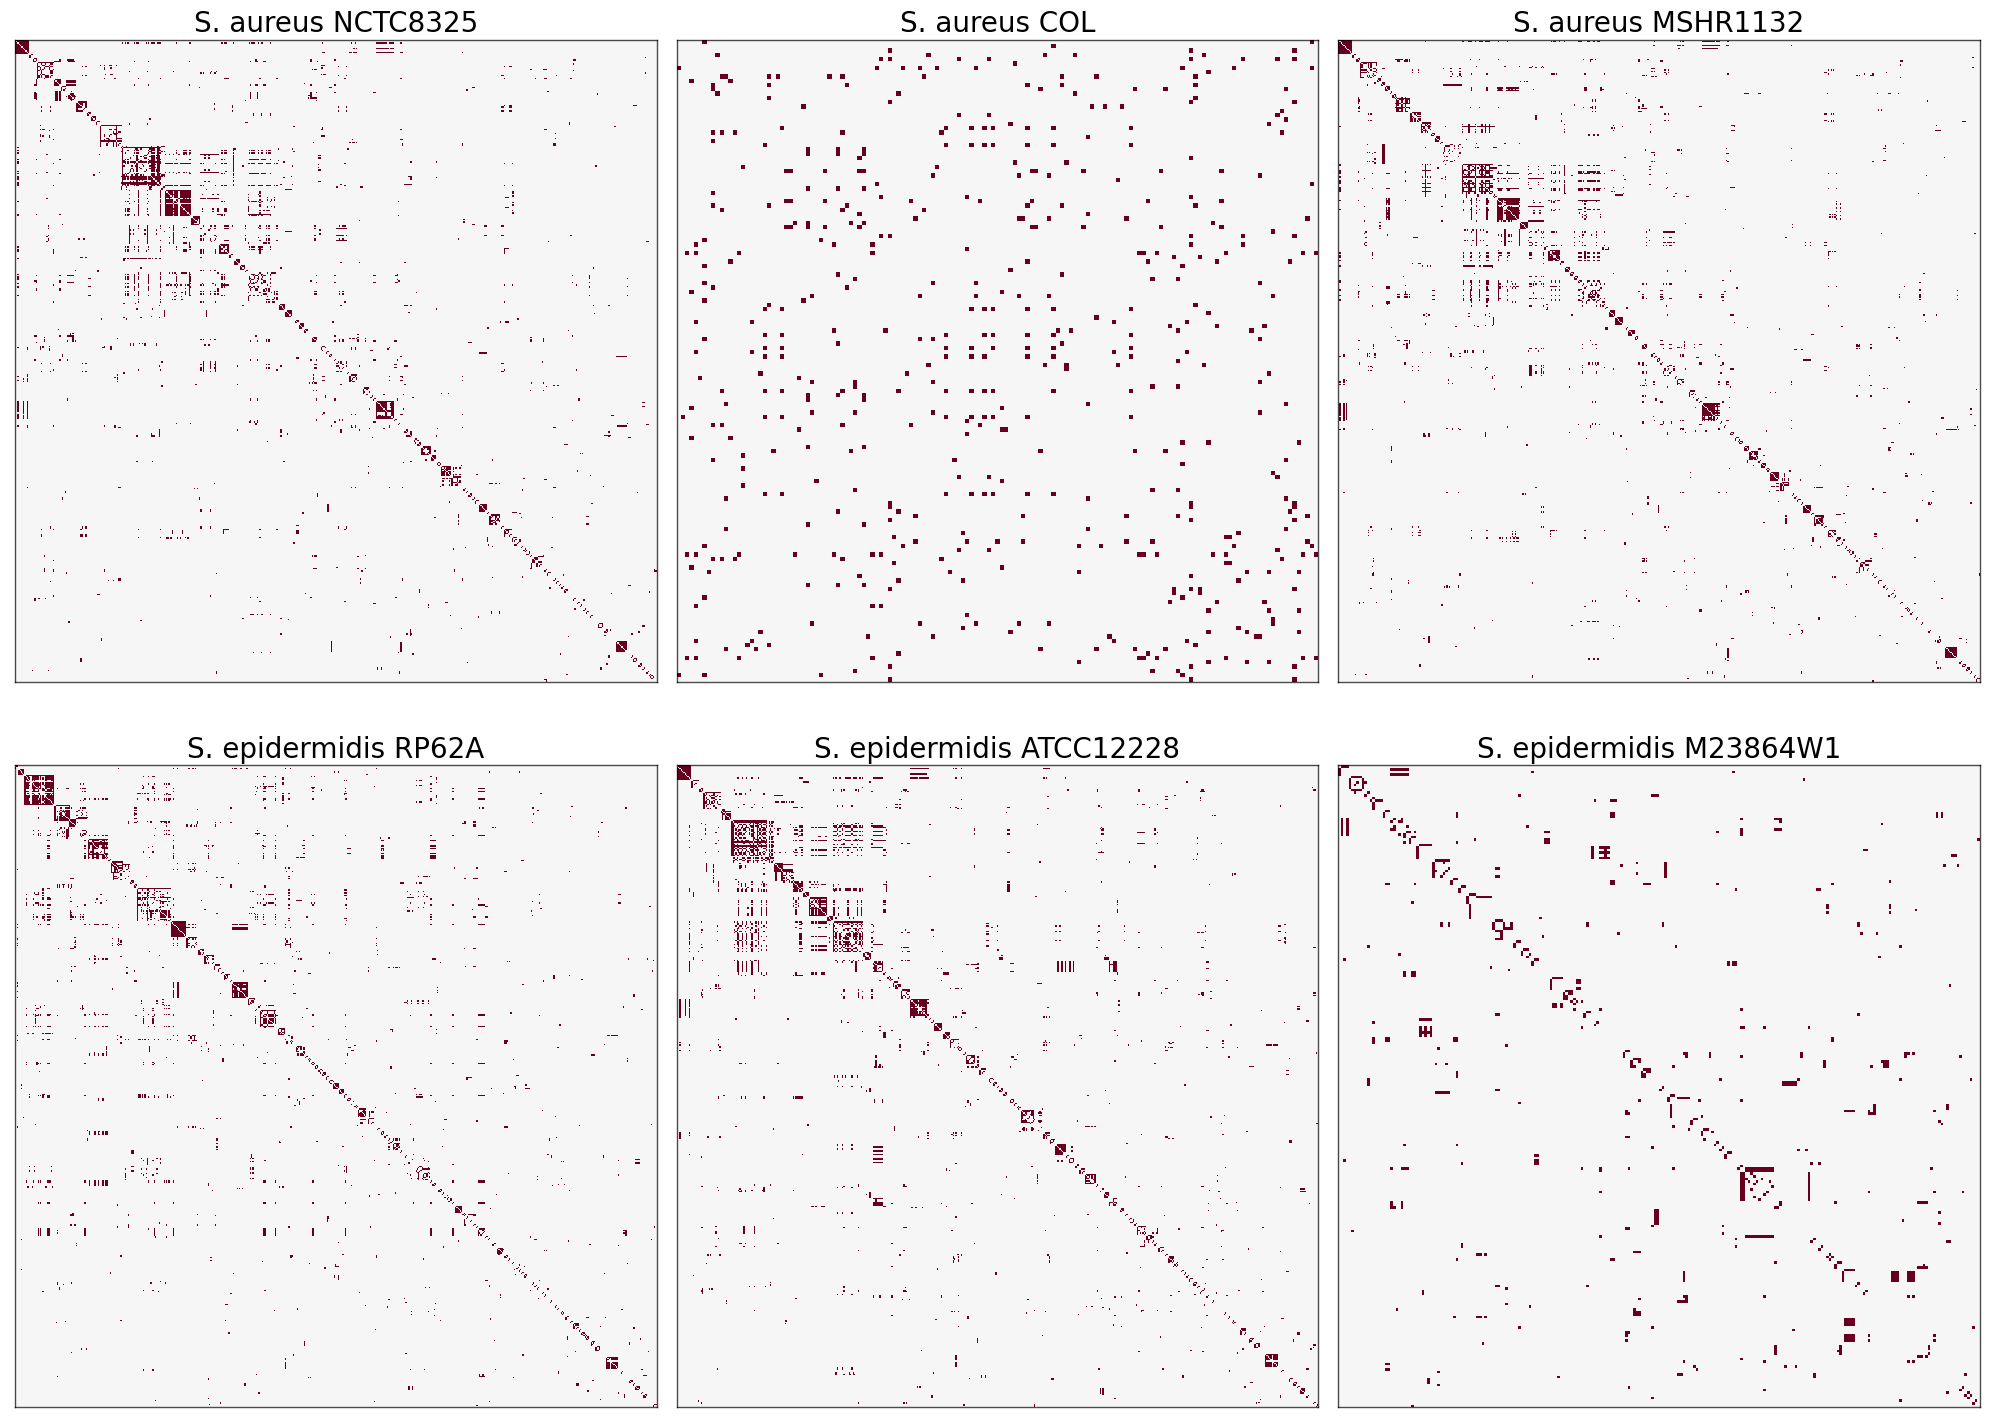 S. aureus NCTC8325
S. aureus COL
S. aureus MSHR1132
S. epidermidis RP62A
S. epidermidis ATCC12228
S. epidermidis M23864W1